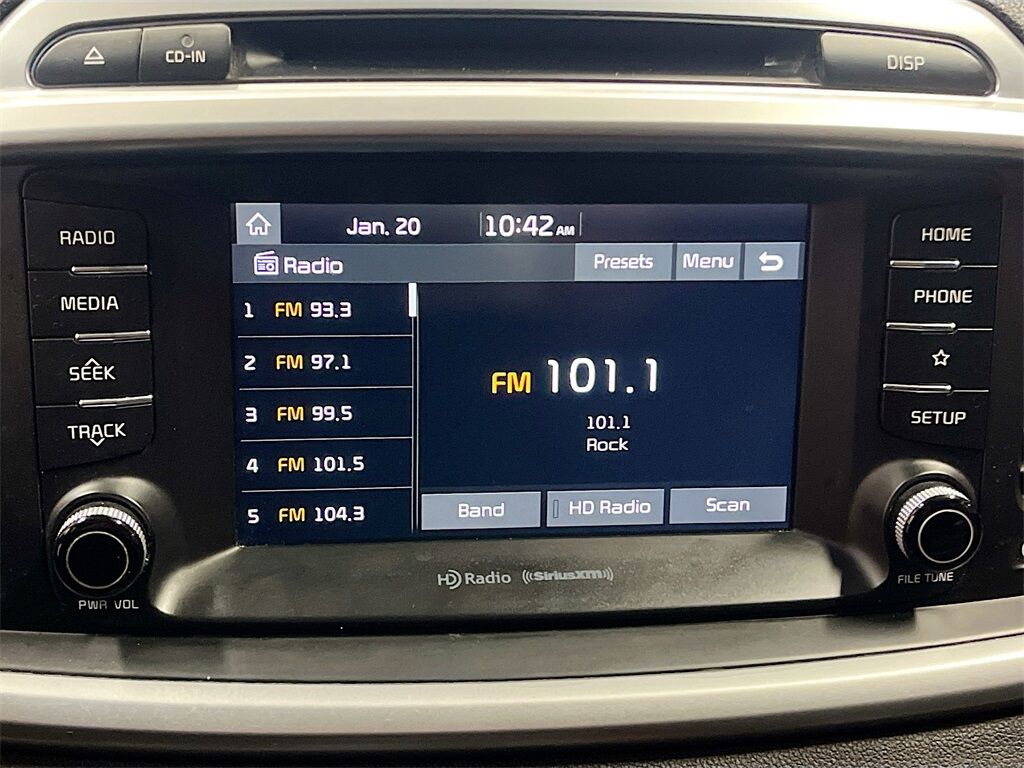 CD-IN
DISP
RADIO
MEDIA
SEEK
TRACK
PWR VOL
Jan. 20
10:42 AM
Radio
Presets
Menu
1 FM 93.3
2 FM 97.1
3 FM 99.5
4 FM 101.5
5 FM 104.3
FM 101.1
101.1
Rock
Band
HD Radio
Scan
HD Radio
((SiriusXM))
HOME
PHONE
SETUP
FILE TUNE